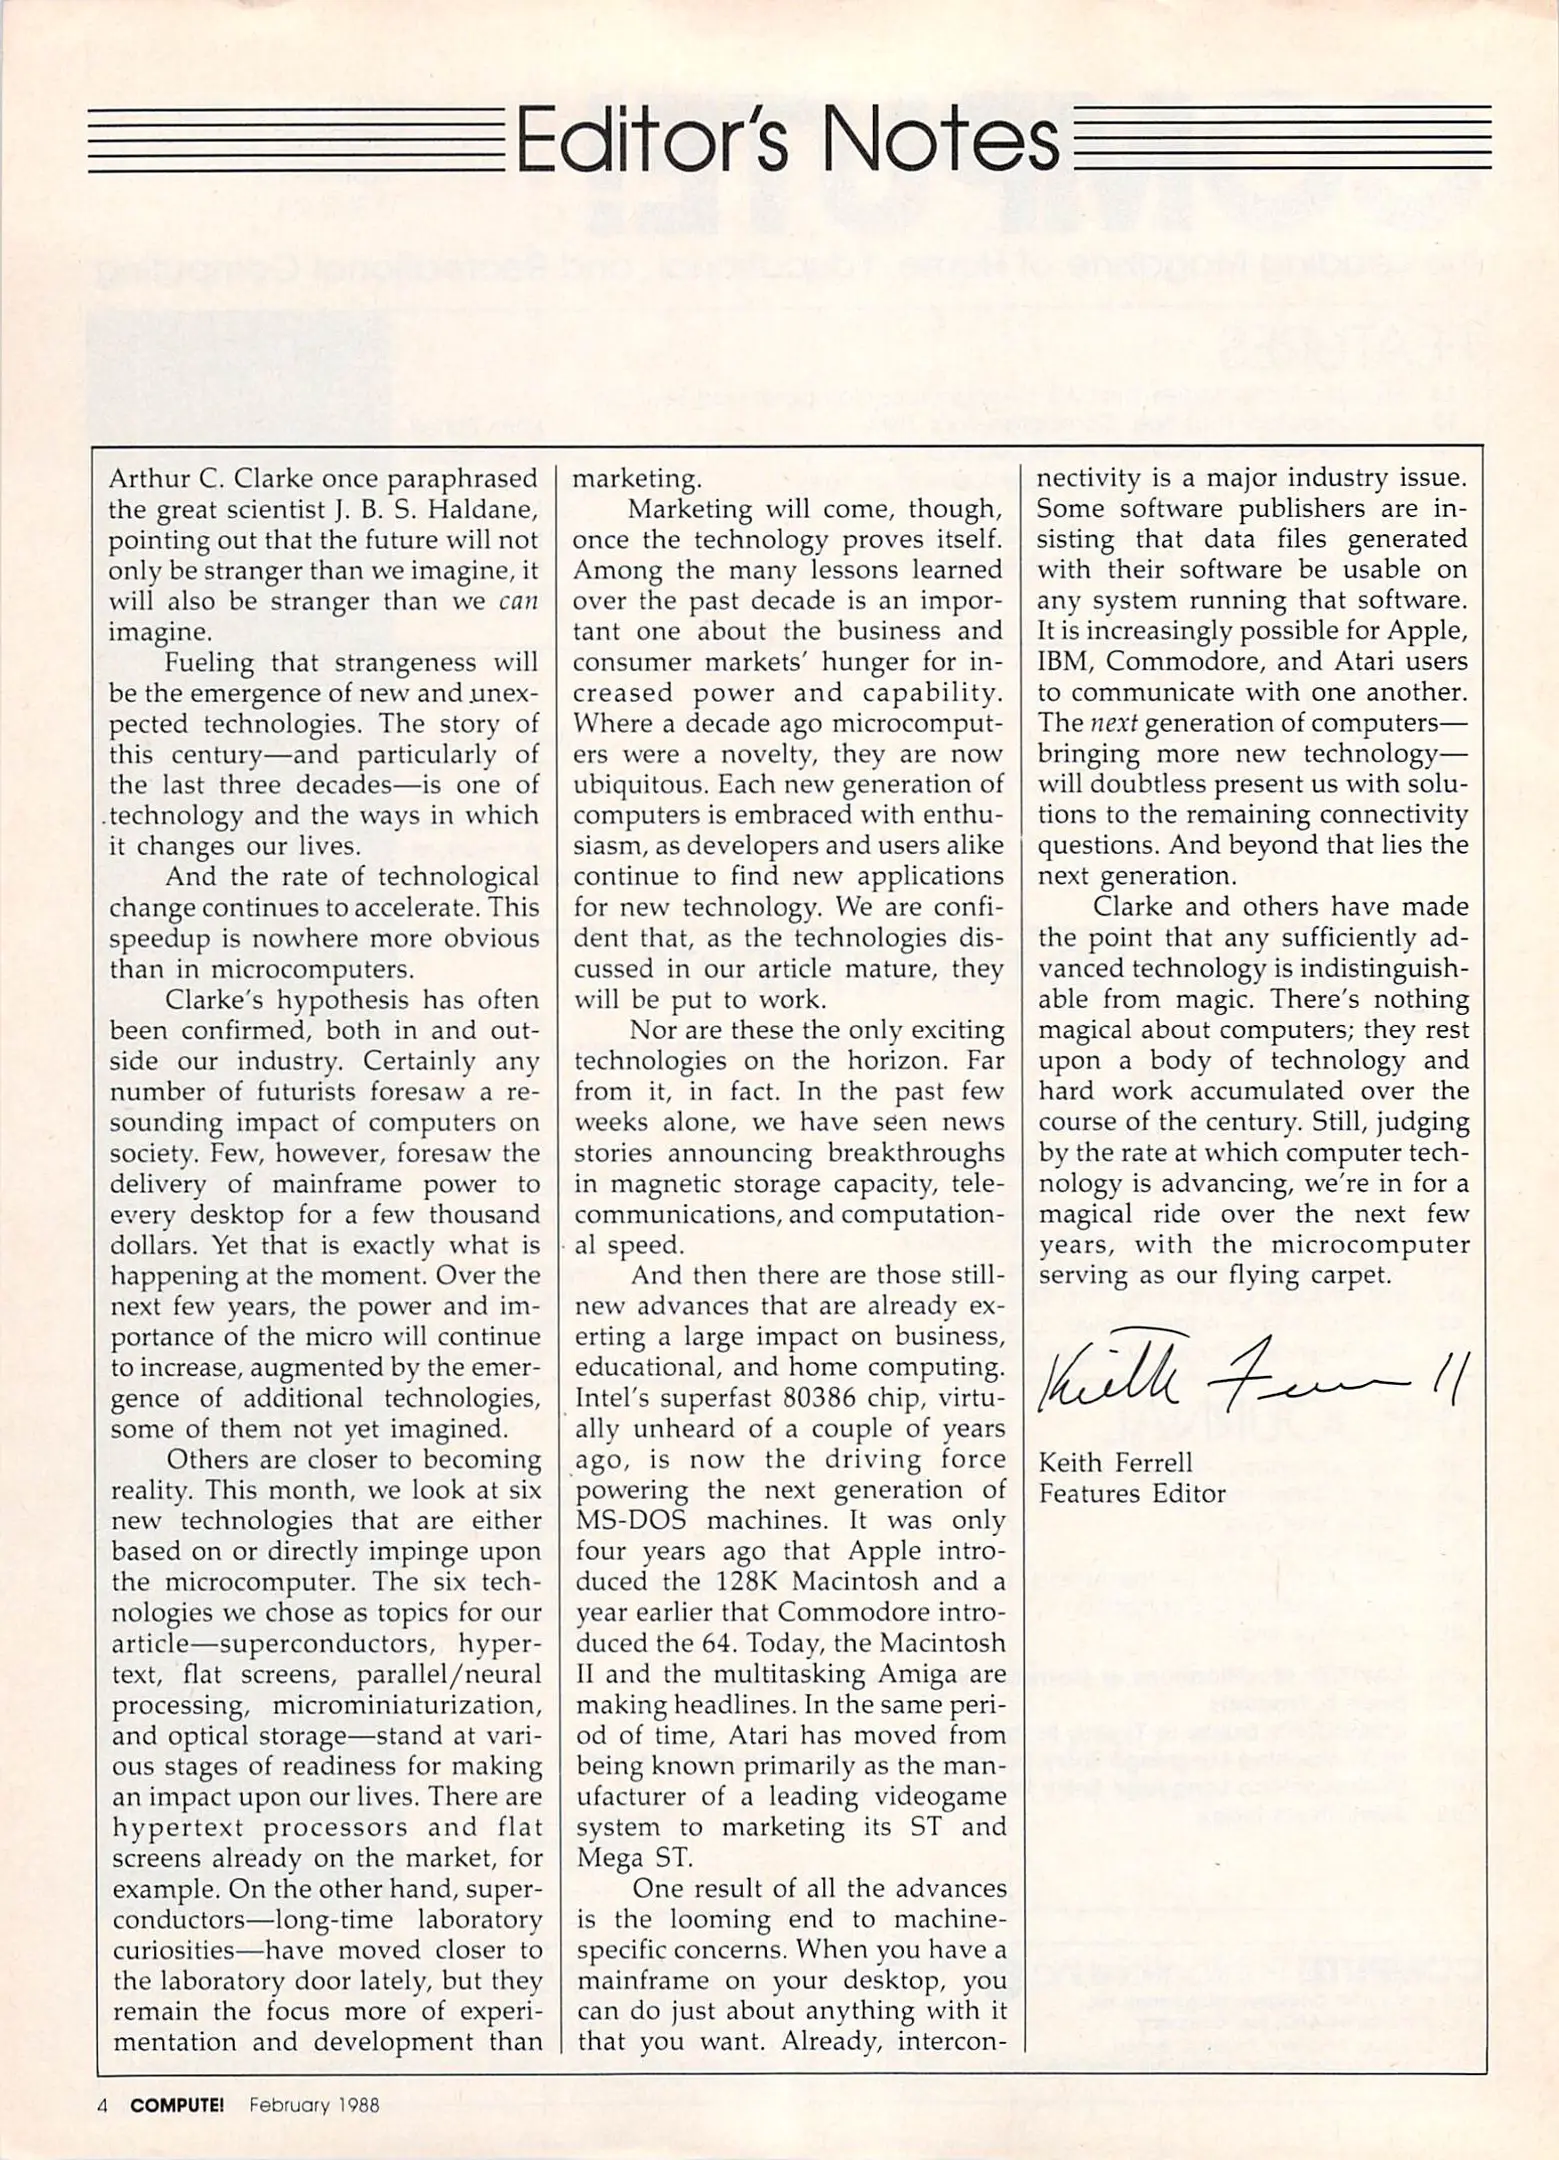 Editor's Notes
Arthur C. Clarke once paraphrased
the great scientist J. B. S. Haldane,
pointing out that the future will not
only be stranger than we imagine, it
will also be stranger than we can
imagine.
Fueling that strangeness will
be the emergence of new and unex-
pected technologies. The story of
this century—and particularly of
the last three decades—is one of
technology and the ways in which
it changes our lives.
And the rate of technological
change continues to accelerate. This
speedup is nowhere more obvious
than in microcomputers.
Clarke's hypothesis has often
been confirmed, both in and out-
side our industry. Certainly any
number of futurists foresaw a re-
sounding impact of computers on
society. Few, however, foresaw the
delivery of mainframe power to
every desktop for a few thousand
dollars. Yet that is exactly what is
happening at the moment. Over the
next few years, the power and im-
portance of the micro will continue
to increase, augmented by the emer-
gence of additional technologies,
some of them not yet imagined.
Others are closer to becoming
reality. This month, we look at six
new technologies that are either
based on or directly impinge upon
the microcomputer. The six tech-
nologies we chose as topics for our
article—superconductors, hyper-
text, flat screens, parallel/neural
processing, microminiaturization,
and optical storage—stand at vari-
ous stages of readiness for making
an impact upon our lives. There are
hypertext processors and flat
screens already on the market, for
example. On the other hand, super-
conductors—long-time laboratory
curiosities—have moved closer to
the laboratory door lately, but they
remain the focus more of experi-
mentation and development than
marketing.
Marketing will come, though,
once the technology proves itself.
Among the many lessons learned
over the past decade is an impor-
tant one about the business and
consumer markets' hunger for in-
creased power and capability.
Where a decade ago microcomput-
ers were a novelty, they are now
ubiquitous. Each new generation of
computers is embraced with enthu-
siasm, as developers and users alike
continue to find new applications
for new technology. We are confi-
dent that, as the technologies dis-
cussed in our article mature, they
will be put to work.
Nor are these the only exciting
technologies on the horizon. Far
from it, in fact. In the past few
weeks alone, we have seen news
stories announcing breakthroughs
in magnetic storage capacity, tele-
communications, and computation-
al speed.
And then there are those still-
new advances that are already ex-
erting a large impact on business,
educational, and home computing.
Intel's superfast 80386 chip, virtu-
ally unheard of a couple of years
ago, is now the driving force
powering the next generation of
MS-DOS machines. It was only
four years ago that Apple intro-
duced the 128K Macintosh and a
year earlier that Commodore intro-
duced the 64. Today, the Macintosh
II and the multitasking Amiga are
making headlines. In the same peri-
od of time, Atari has moved from
being known primarily as the man-
ufacturer of a leading videogame
system to marketing its ST and
Mega ST.
One result of all the advances
is the looming end to machine-
specific concerns. When you have a
mainframe on your desktop, you
can do just about anything with it
that you want. Already, intercon-
nectivity is a major industry issue.
Some software publishers are in-
sisting that data files generated
with their software be usable on
any system running that software.
It is increasingly possible for Apple,
IBM, Commodore, and Atari users
to communicate with one another.
The next generation of computers—
bringing more new technology—
will doubtless present us with solu-
tions to the remaining connectivity
questions. And beyond that lies the
next generation.
Clarke and others have made
the point that any sufficiently ad-
vanced technology is indistinguish-
able from magic. There's nothing
magical about computers; they rest
upon a body of technology and
hard work accumulated over the
course of the century. Still, judging
by the rate at which computer tech-
nology is advancing, we're in for a
magical ride over the next few
years, with the microcomputer
serving as our flying carpet.
Keith Ferrell
Keith Ferrell
Features Editor
4 COMPUTE! February 1988